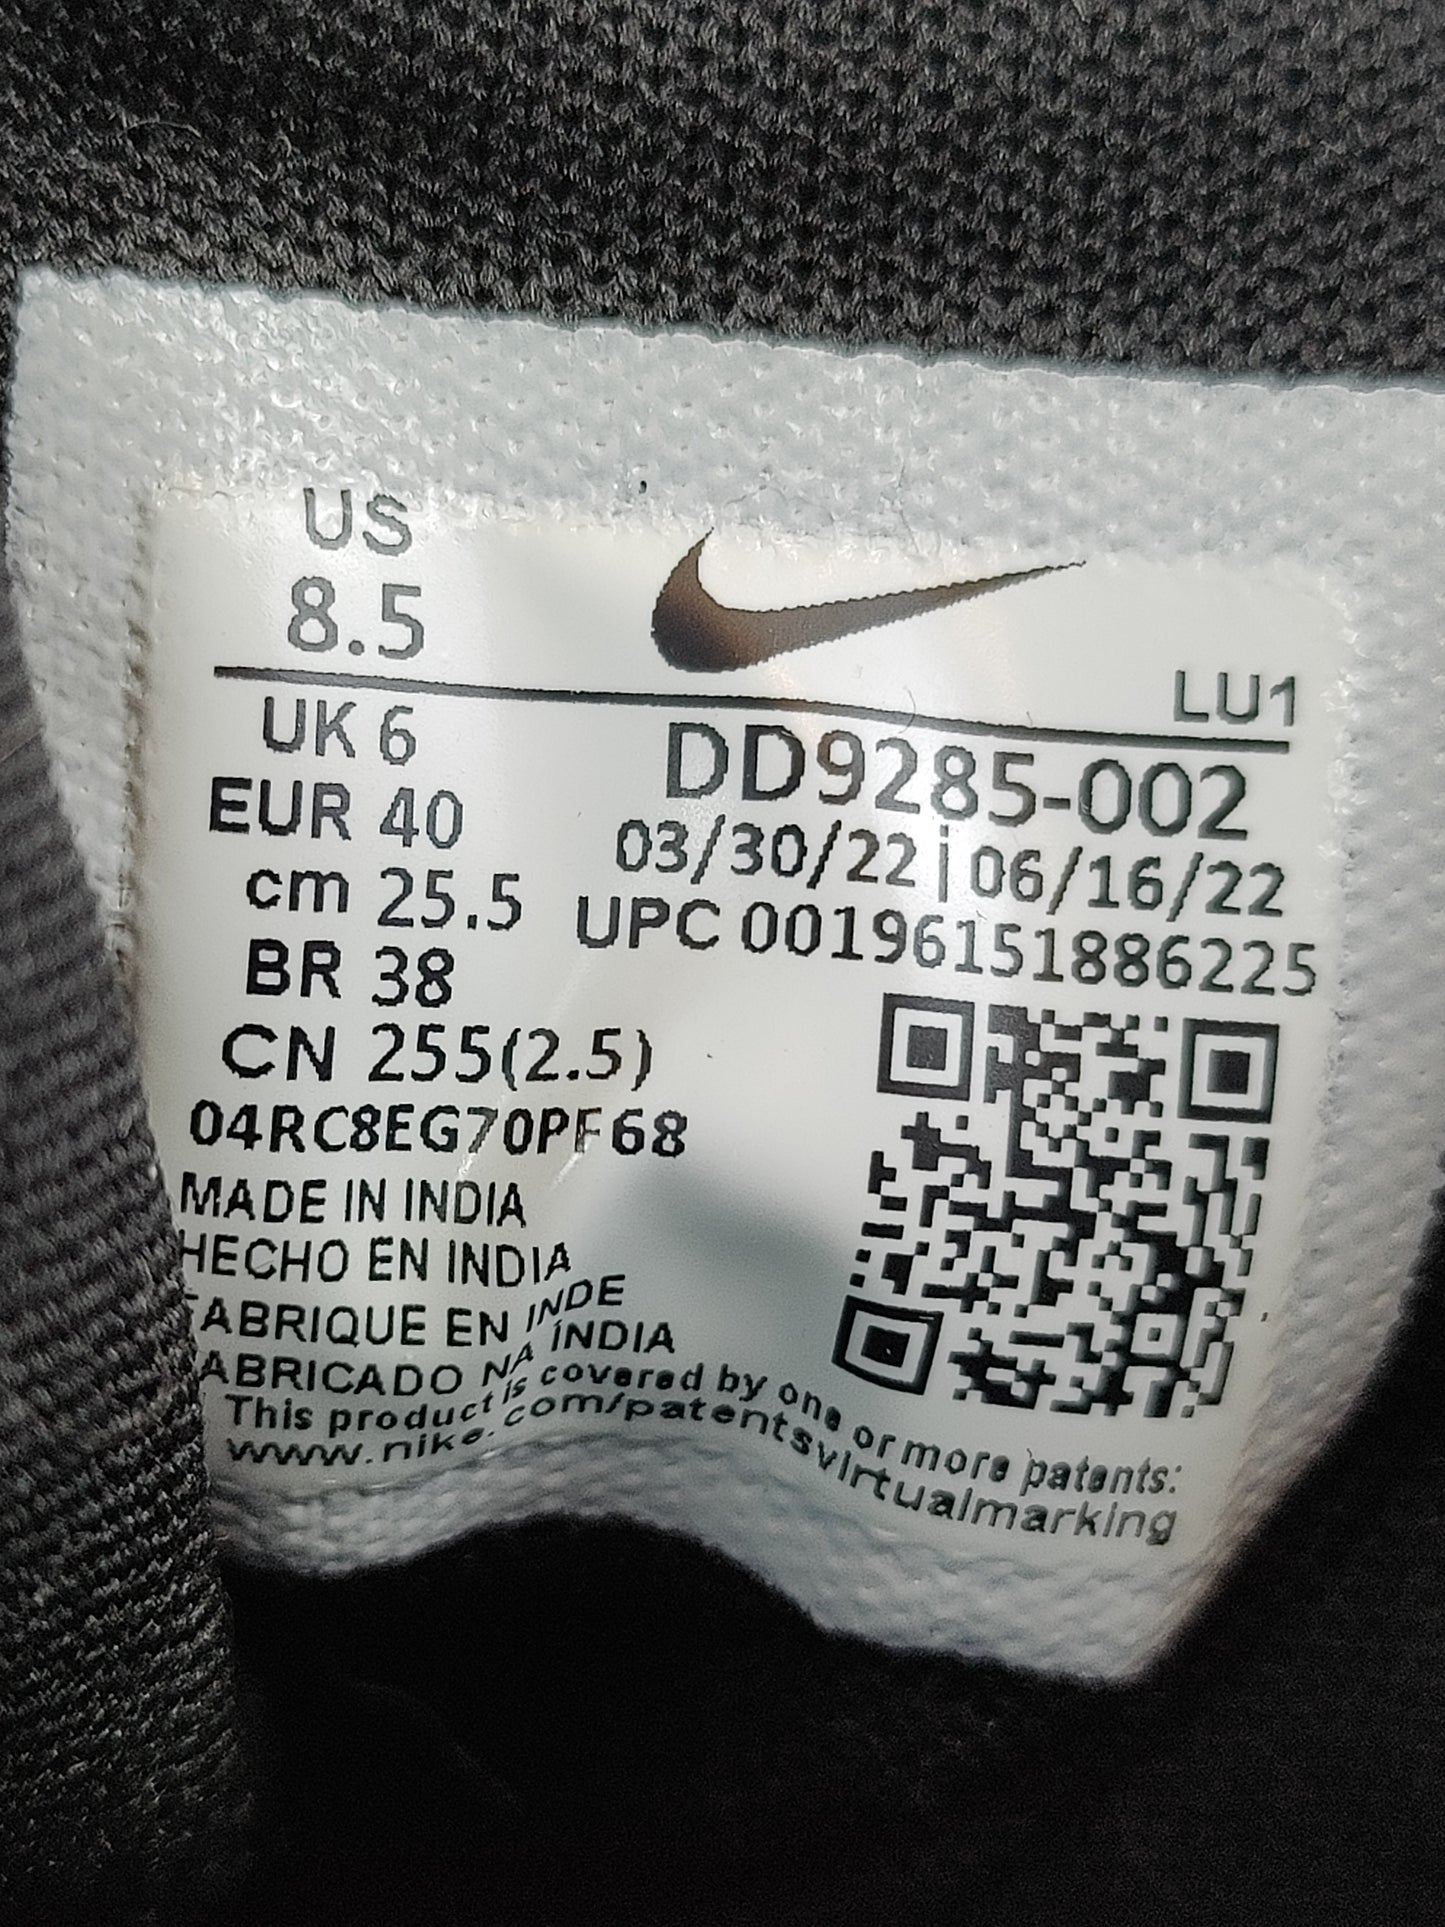 US
8.5
LU1
UK 6
EUR 40
cm 25.5
BR 38
CN 255(2.5)
DD9285-002
03/30/22 | 06/16/22
UPC 00196151886225
04RC8EG70PF68
MADE IN INDIA
HECHO EN INDIA
FABRIQUE EN INDE
FABRICADO NA ÍNDIA
This product is covered by one or more patents:
www.nike.com/patentsvirtualmarking